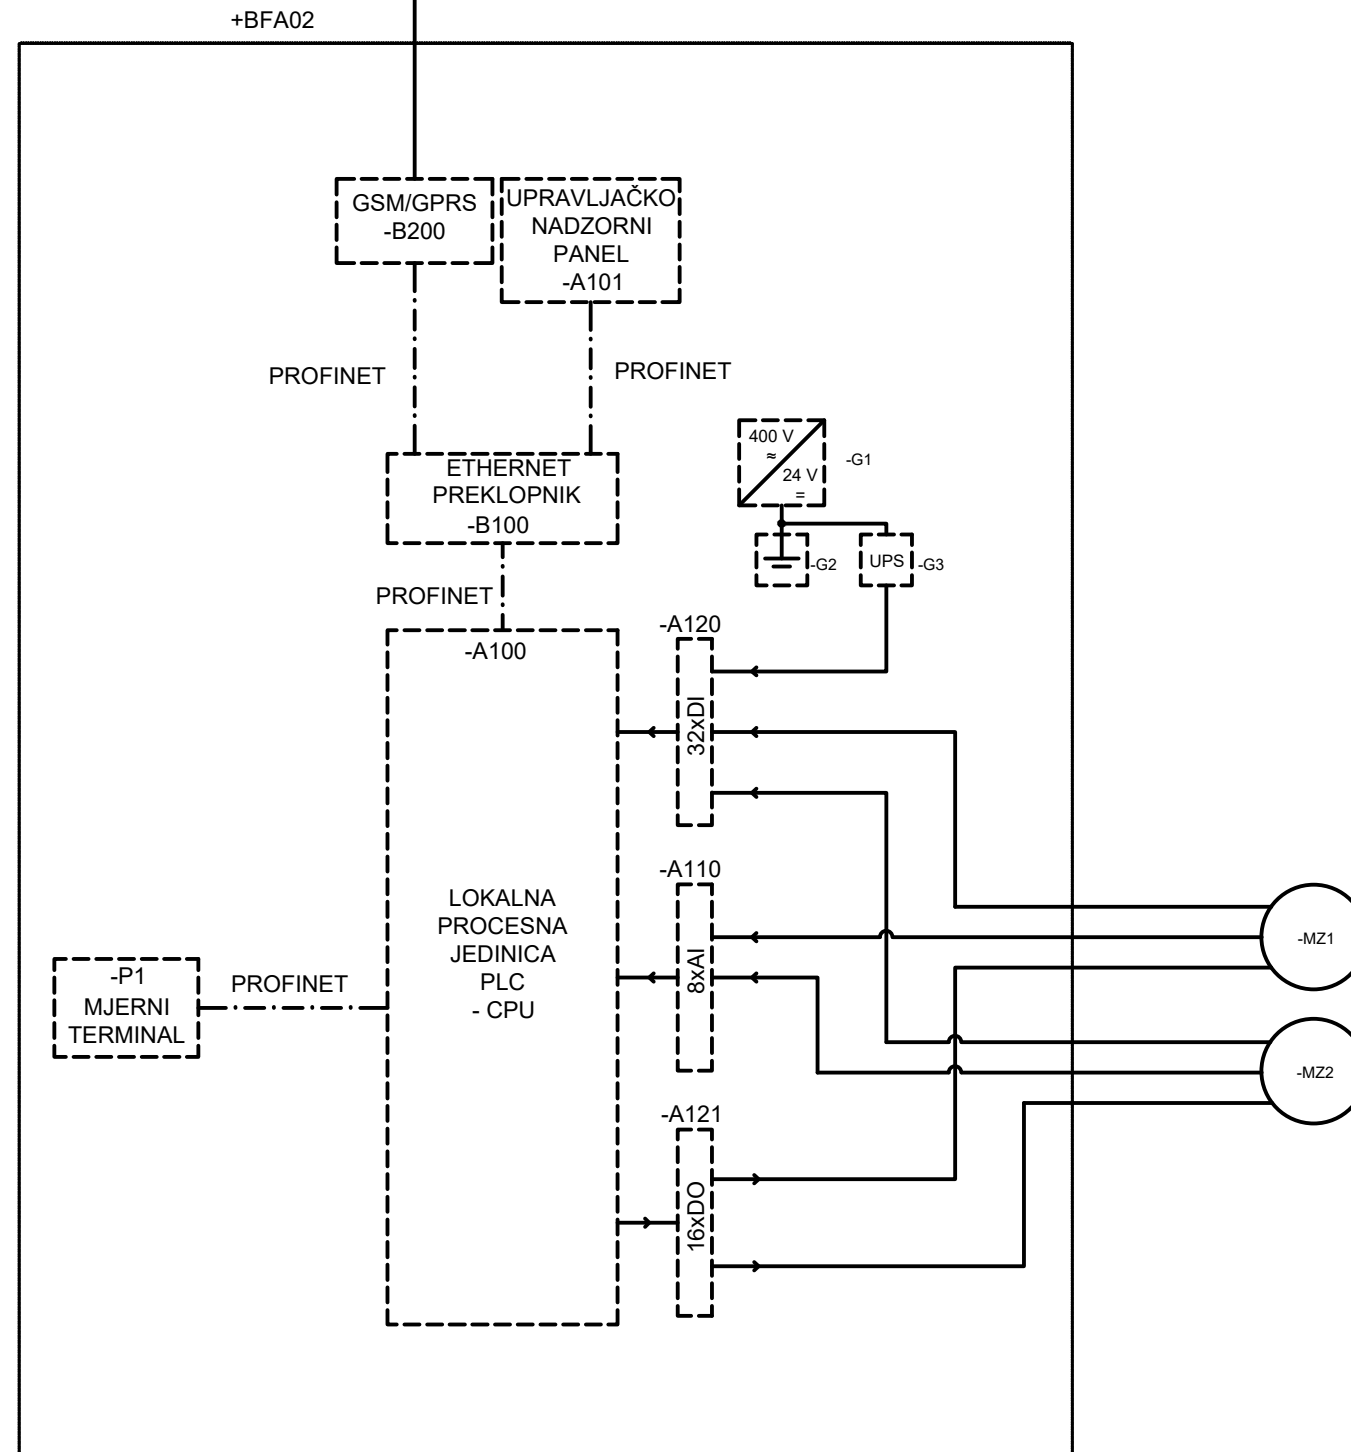 +BFA02
GSM/GPRS
-B200
UPRAVLJAČKO
NADZORNI
PANEL
-A101
PROFINET
PROFINET
400 V
≈
24 V
=
-G1
ETHERNET
PREKLOPNIK
-B100
-G2
UPS
-G3
PROFINET
-A120
32xDI
-A100
-A110
8xAI
LOKALNA
PROCESNA
JEDINICA
PLC
- CPU
-P1
MJERNI
TERMINAL
PROFINET
-MZ1
-MZ2
-A121
16xDO